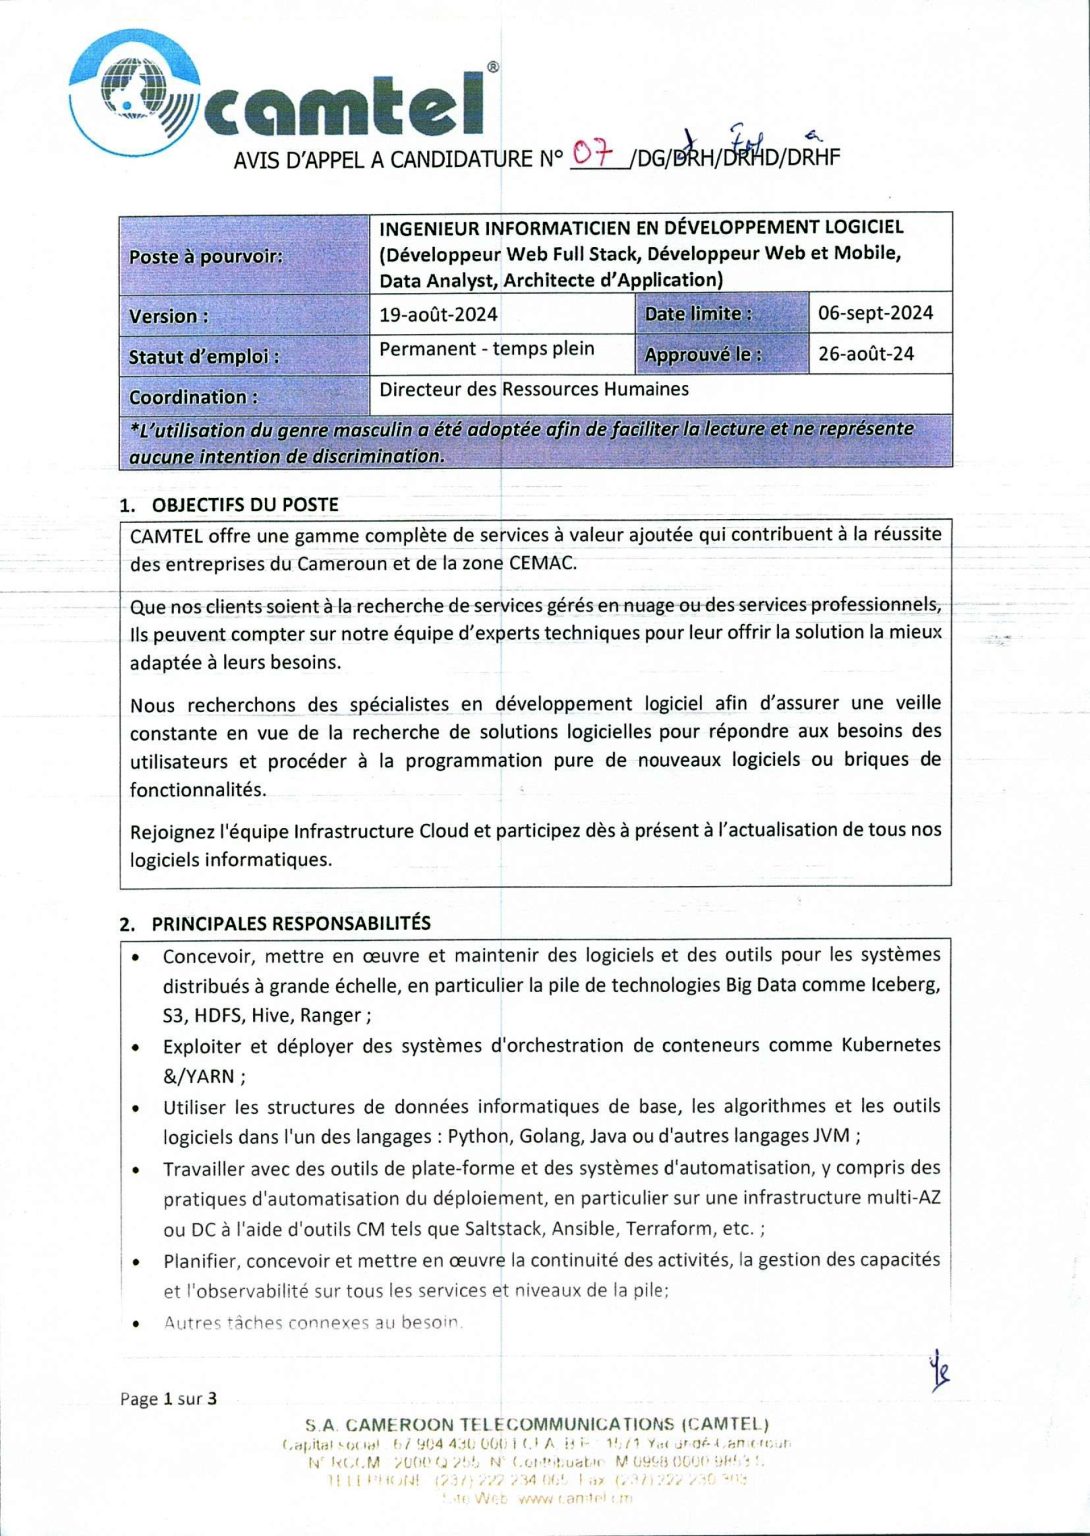 camtel®
AVIS D'APPEL A CANDIDATURE N° 07 /DG/DRH/DRHD/DRHF
Poste à pourvoir:
INGENIEUR INFORMATICIEN EN DÉVELOPPEMENT LOGICIEL
(Développeur Web Full Stack, Développeur Web et Mobile,
Data Analyst, Architecte d'Application)
Version : 19-août-2024 Date limite : 06-sept-2024
Statut d'emploi : Permanent - temps plein Approuvé le : 26-août-24
Coordination : Directeur des Ressources Humaines
*L'utilisation du genre masculin a été adoptée afin de faciliter la lecture et ne représente
aucune intention de discrimination.
1. OBJECTIFS DU POSTE
CAMTEL offre une gamme complète de services à valeur ajoutée qui contribuent à la réussite
des entreprises du Cameroun et de la zone CEMAC.
Que nos clients soient à la recherche de services gérés en nuage ou des services professionnels,
Ils peuvent compter sur notre équipe d'experts techniques pour leur offrir la solution la mieux
adaptée à leurs besoins.
Nous recherchons des spécialistes en développement logiciel afin d'assurer une veille
constante en vue de la recherche de solutions logicielles pour répondre aux besoins des
utilisateurs et procéder à la programmation pure de nouveaux logiciels ou briques de
fonctionnalités.
Rejoignez l'équipe Infrastructure Cloud et participez dès à présent à l'actualisation de tous nos
logiciels informatiques.
2. PRINCIPALES RESPONSABILITÉS
• Concevoir, mettre en œuvre et maintenir des logiciels et des outils pour les systèmes
distribués à grande échelle, en particulier la pile de technologies Big Data comme Iceberg,
S3, HDFS, Hive, Ranger ;
• Exploiter et déployer des systèmes d'orchestration de conteneurs comme Kubernetes
&/YARN ;
• Utiliser les structures de données informatiques de base, les algorithmes et les outils
logiciels dans l'un des langages : Python, Golang, Java ou d'autres langages JVM ;
• Travailler avec des outils de plate-forme et des systèmes d'automatisation, y compris des
pratiques d'automatisation du déploiement, en particulier sur une infrastructure multi-AZ
ou DC à l'aide d'outils CM tels que Saltstack, Ansible, Terraform, etc. ;
• Planifier, concevoir et mettre en œuvre la continuité des activités, la gestion des capacités
et l'observabilité sur tous les services et niveaux de la pile;
• Autres tâches connexes au besoin.
Page 1 sur 3
S.A. CAMEROON TELECOMMUNICATIONS (CAMTEL)
Capital social 67 904 430 000 F CFA B.P. 1571 Yaoundé-Cameroun
N° RCCM 2000 Q 255 N° Contribuable M 0998 0000
TELEPHONE (237) 222 234 065 Fax (237) 222 230 303
Site Web www.camtel.cm